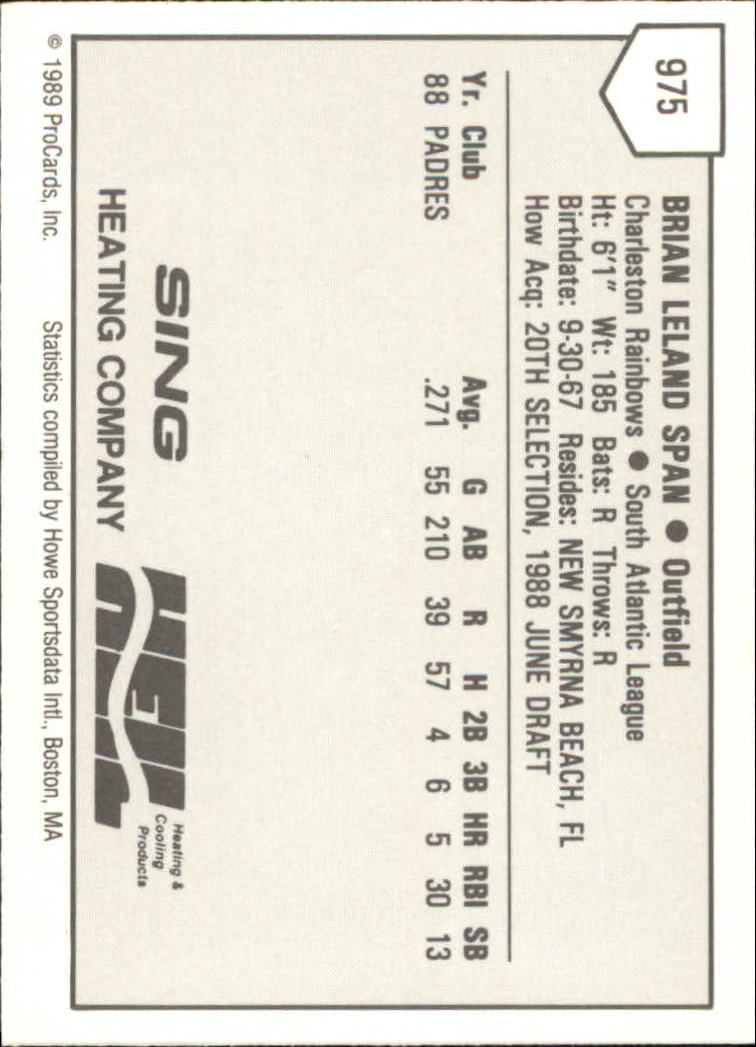 975
BRIAN LELAND SPAN ● Outfield
Charleston Rainbows ● South Atlantic League
Ht: 6'1" Wt: 185 Bats: R Throws: R
Birthdate: 9-30-67 Resides: NEW SMYRNA BEACH, FL
How Acq: 20TH SELECTION, 1988 JUNE DRAFT
Yr. Club Avg. G AB R H 2B 3B HR RBI SB
88 PADRES .271 55 210 39 57 4 6 5 30 13
SING
HEATING COMPANY
HEIL
Heating &
Cooling
Products
© 1989 ProCards, Inc. Statistics compiled by Howe Sportsdata Intl., Boston, MA